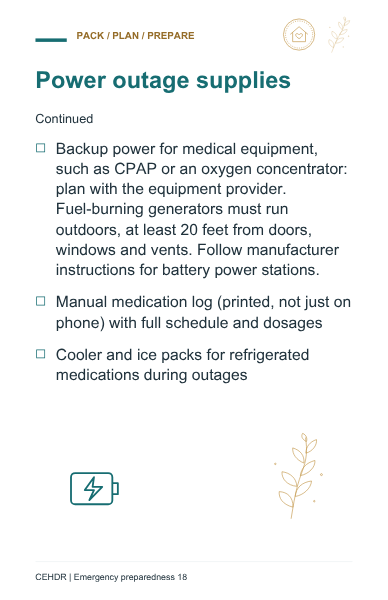 PACK / PLAN / PREPARE
Power outage supplies
Continued
Backup power for medical equipment,
such as CPAP or an oxygen concentrator:
plan with the equipment provider.
Fuel-burning generators must run
outdoors, at least 20 feet from doors,
windows and vents. Follow manufacturer
instructions for battery power stations.
Manual medication log (printed, not just on
phone) with full schedule and dosages
Cooler and ice packs for refrigerated
medications during outages
CEHDR | Emergency preparedness 18